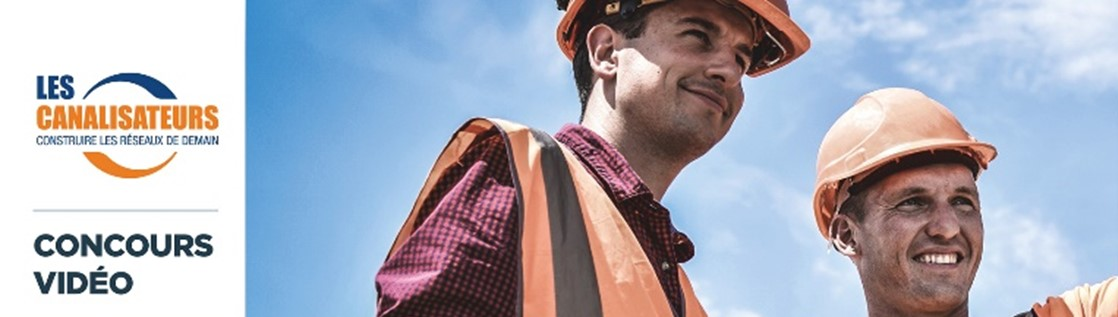 LES
CANALISATEURS
CONSTRUIRE LES RÉSEAUX DE DEMAIN
CONCOURS
VIDÉO